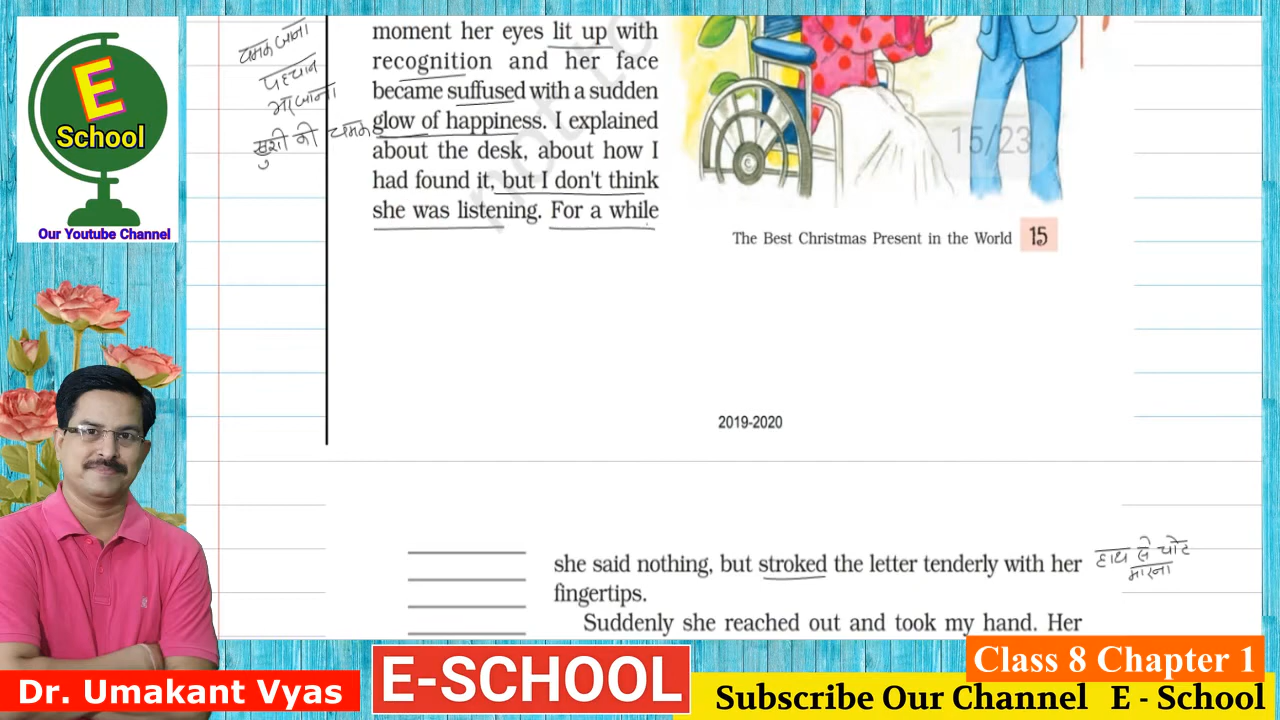 चमक जाना
पहचान
भर जाना
खुशी की चमक
E
School
Our Youtube Channel
moment her eyes lit up with
recognition and her face
became suffused with a sudden
glow of happiness. I explained
about the desk, about how I
had found it, but I don't think
she was listening. For a while
15/23
The Best Christmas Present in the World 15
2019-2020
she said nothing, but stroked the letter tenderly with her
fingertips.
हाथ से चोट
मारना
Suddenly she reached out and took my hand. Her
Class 8 Chapter 1
Dr. Umakant Vyas
E-SCHOOL
Subscribe Our Channel E - School